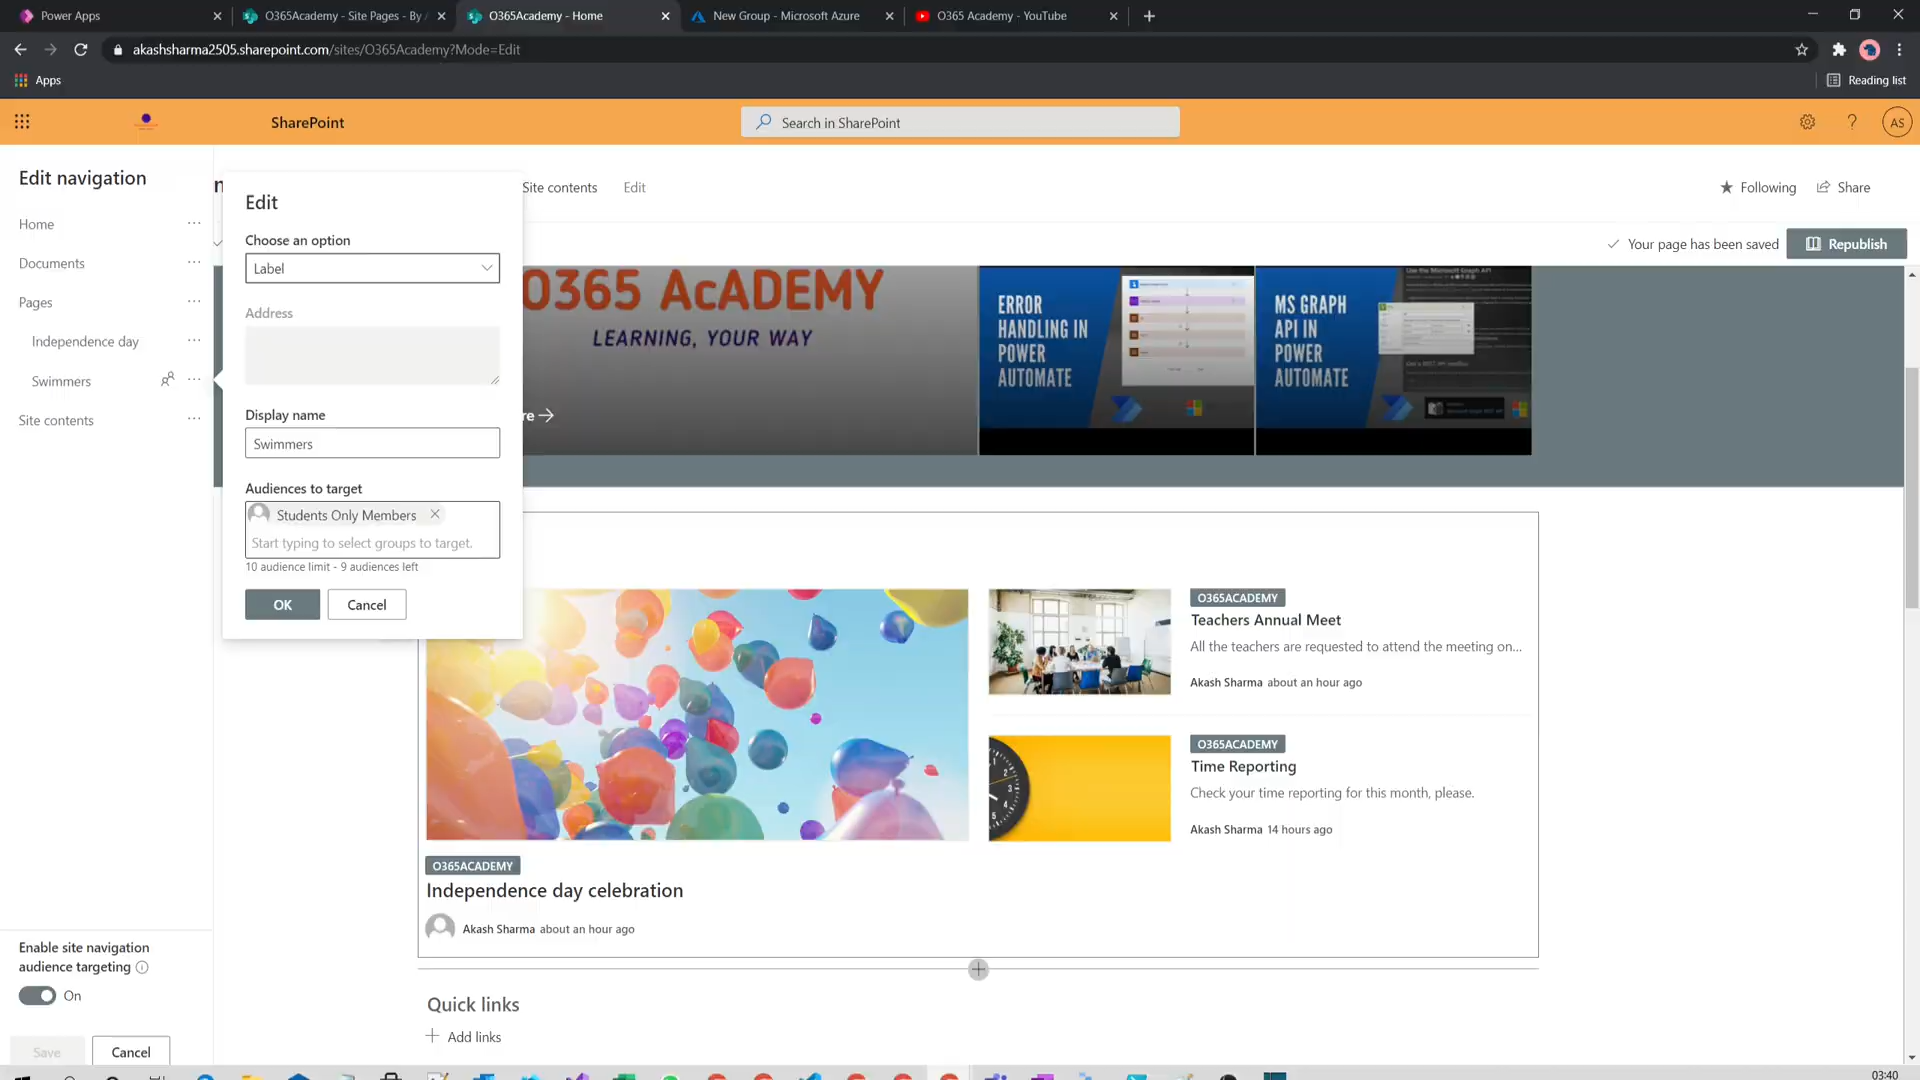 Power Apps
O365Academy - Site Pages - By A
O365Academy - Home
New Group - Microsoft Azure
O365 Academy - YouTube
akashsharma2505.sharepoint.com/sites/O365Academy?Mode=Edit
Apps
Reading list
SharePoint
Search in SharePoint
AS
Edit navigation
Home
Documents
Pages
Independence day
Swimmers
Site contents
Enable site navigation
audience targeting
On
Save
Cancel
Edit
Choose an option
Label
Address
Display name
Swimmers
Audiences to target
Students Only Members
Start typing to select groups to target.
10 audience limit - 9 audiences left
OK
Cancel
Site contents
Edit
Following
Share
Your page has been saved
Republish
O365 AcADEMY
LEARNING, YOUR WAY
re
ERROR
HANDLING IN
POWER
AUTOMATE
MS GRAPH
API IN
POWER
AUTOMATE
O365ACADEMY
Independence day celebration
Akash Sharma about an hour ago
O365ACADEMY
Teachers Annual Meet
All the teachers are requested to attend the meeting on...
Akash Sharma about an hour ago
O365ACADEMY
Time Reporting
Check your time reporting for this month, please.
Akash Sharma 14 hours ago
Quick links
Add links
03:40